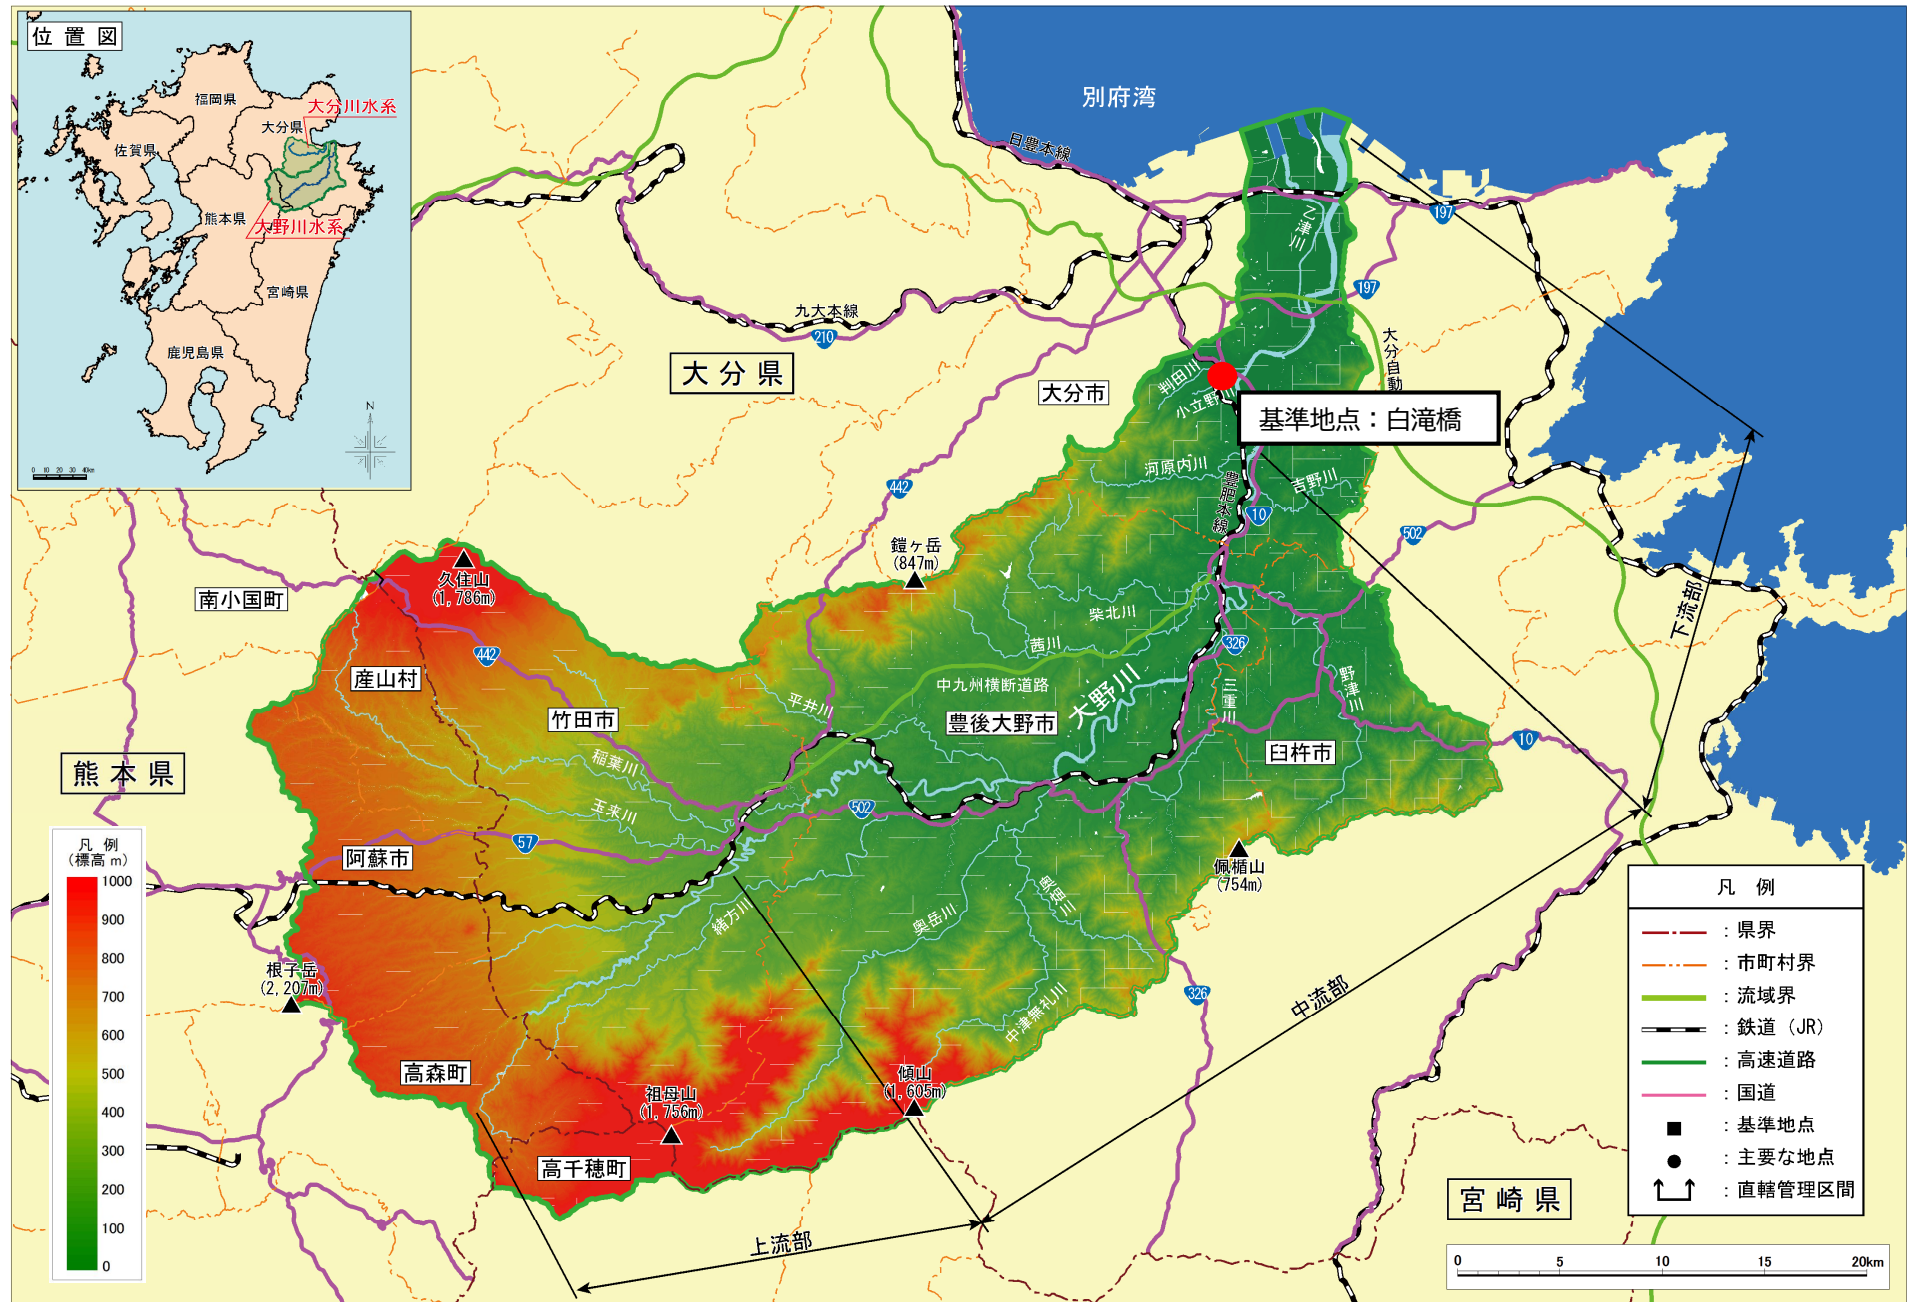 位置図
福岡県
大分川水系
大分県
佐賀県
熊本県
大野川水系
宮崎県
鹿児島県
N
0 10 20 30 40km
別府湾
日豊本線
197
乙津川
九大本線
210
197
大分県
大分市
判田川
小立野川
大分自動
基準地点：白滝橋
河原内川
吉野川
豊肥本線
442
10
502
鎧ヶ岳
(847m)
久住山
(1,786m)
南小国町
柴北川
茜川
326
下流部
442
産山村
中九州横断道路
大野川
野津川
三重川
平井川
竹田市
豊後大野市
臼杵市
10
熊本県
稲葉川
玉来川
502
57
阿蘇市
佩楯山
(754m)
奥畑川
緒方川
奥岳川
根子岳
(2,207m)
中津無礼川
326
中流部
高森町
傾山
(1,605m)
祖母山
(1,756m)
高千穂町
上流部
宮崎県
凡例
(標高m)
1000
900
800
700
600
500
400
300
200
100
0
凡例
：県界
：市町村界
：流域界
：鉄道（JR）
：高速道路
：国道
：基準地点
：主要な地点
：直轄管理区間
0 5 10 15 20km